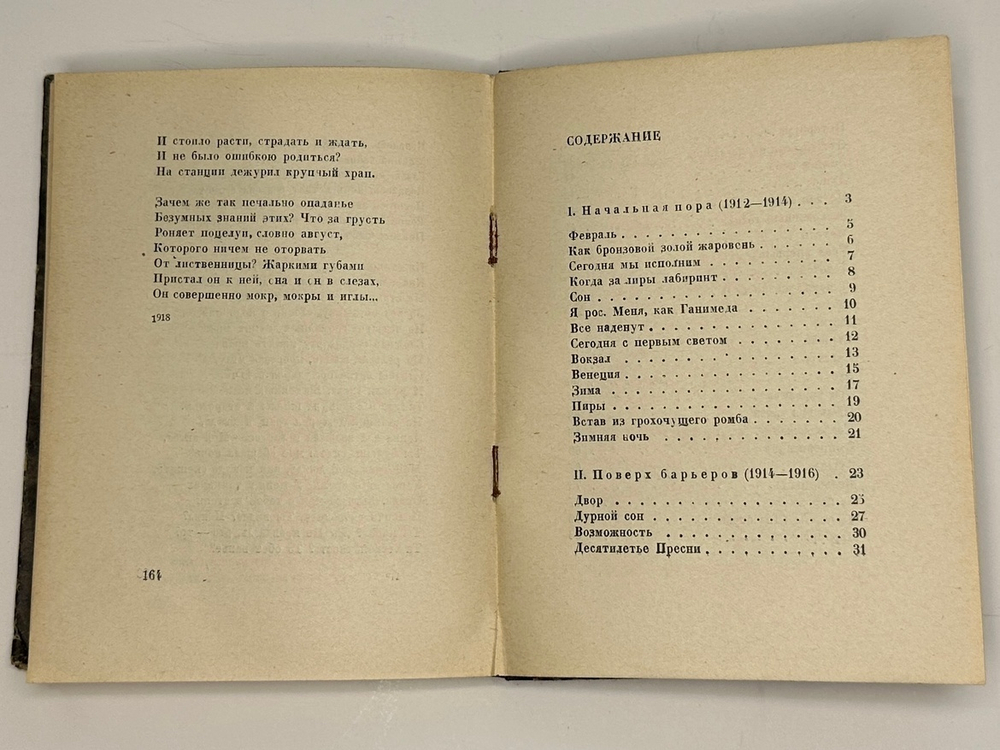 И стоило расти, страдать и ждать,
И не было ошибкою родиться?
На станции дежурил крупный храп.
Зачем же так печально опаданье
Безумных знаний этих? Что за грусть
Роняет поцелуи, словно август,
Которого ничем не оторвать
От лиственницы? Жаркими губами
Пристал он к ней, она и он в слезах,
Он совершенно мокр, мокры и иглы...
1918
164
СОДЕРЖАНИЕ
I. Начальная пора (1912—1914) . . . 3
Февраль . . . . . . . . . . . . . . . 5
Как бронзовой золой жаровень . . . . . 6
Сегодня мы исполним . . . . . . . . 7
Когда за лиры лабиринт . . . . . . . 8
Сон . . . . . . . . . . . . . . . . . 9
Я рос. Меня, как Ганимеда . . . . . . 10
Все наденут . . . . . . . . . . . . . 11
Сегодня с первым светом . . . . . . . 12
Вокзал . . . . . . . . . . . . . . . 13
Венеция . . . . . . . . . . . . . . . 15
Зима . . . . . . . . . . . . . . . . 17
Пиры . . . . . . . . . . . . . . . . 19
Встав из грохочущего ромба . . . . . . 20
Зимняя ночь . . . . . . . . . . . . . 21
II. Поверх барьеров (1914—1916) . 23
Двор . . . . . . . . . . . . . . . . 25
Дурной сон . . . . . . . . . . . . . 27
Возможность . . . . . . . . . . . . 30
Десятилетье Пресни . . . . . . . . . 31